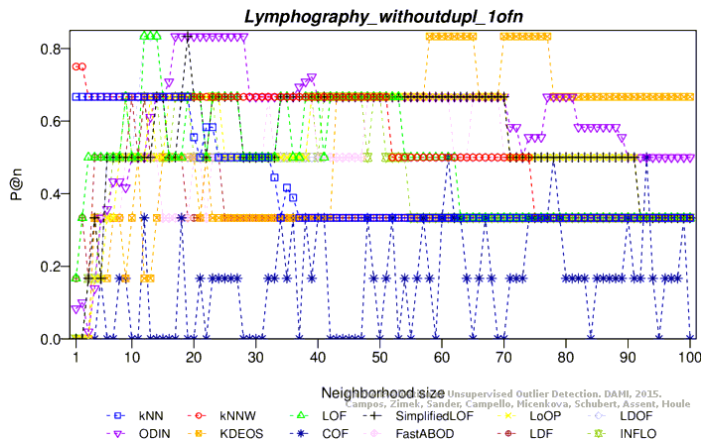 Lymphography_withoutdupl_1ofn
P@n
0.8
0.6
0.4
0.2
0.0
1 10 20 30 40 50 60 70 80 90 100
Neighborhood size
Unsupervised Outlier Detection. DAMI, 2015.
Campos, Zimek, Sander, Campello, Micenkova, Schubert, Assent, Houle
kNN kNNW LOF SimplifiedLOF LoOP LDOF
ODIN KDEOS COF FastABOD LDF INFLO